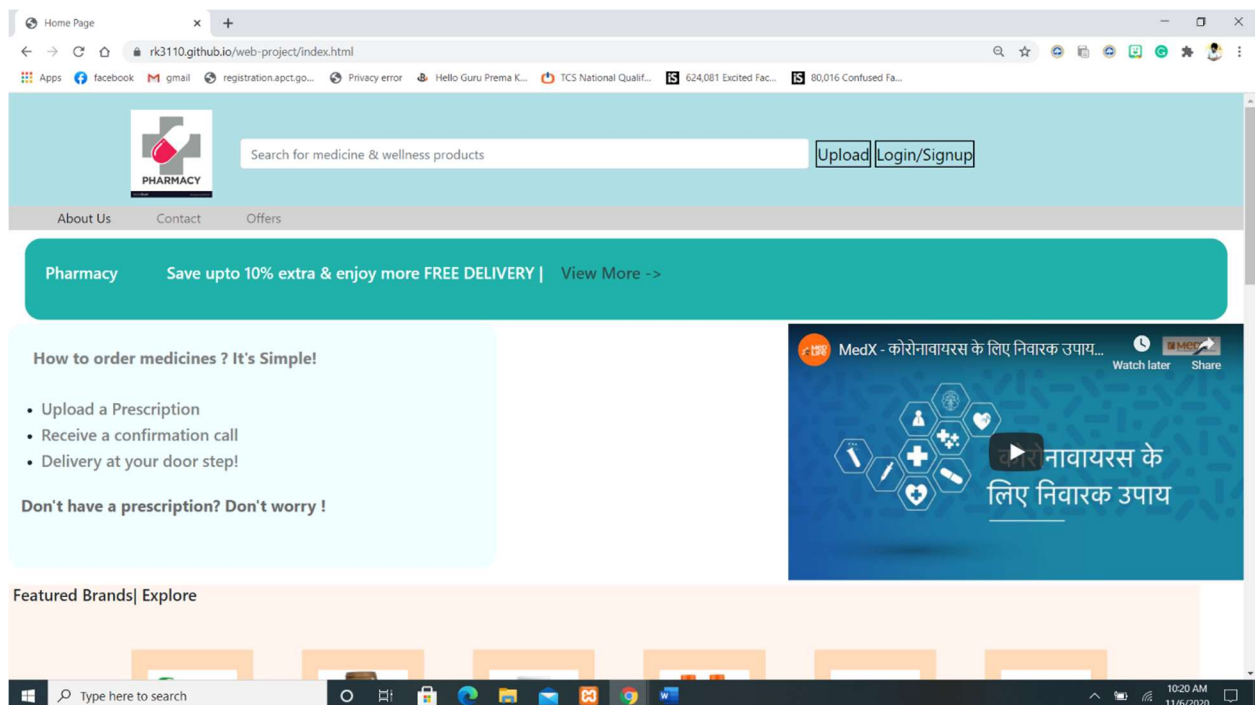 Home Page
rk3110.github.io/web-project/index.html
Apps facebook gmail registration.apct.go... Privacy error Hello Guru Prema K... TCS National Qualif... 624,081 Excited Fac... 80,016 Confused Fa...
PHARMACY
Search for medicine & wellness products Upload Login/Signup
About Us Contact Offers
Pharmacy Save upto 10% extra & enjoy more FREE DELIVERY | View More ->
How to order medicines ? It's Simple!
• Upload a Prescription
• Receive a confirmation call
• Delivery at your door step!
Don't have a prescription? Don't worry !
MED LIFE MedX - कोरोनावायरस के लिए निवारक उपाय... Watch later Share
नावायरस के
लिए निवारक उपाय
Featured Brands| Explore
Type here to search
10:20 AM
11/6/2020